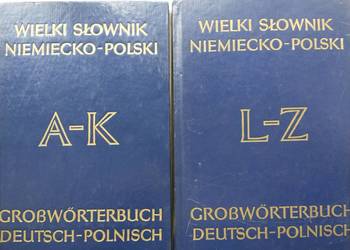 WIELKI SŁOWNIK
NIEMIECKO-POLSKI
A-K
GROßWÖRTERBUCH
DEUTSCH-POLNISCH
WIELKI SŁOWNIK
NIEMIECKO-POLSKI
L-Z
GROßWÖRTERBUCH
DEUTSCH-POLNISCH